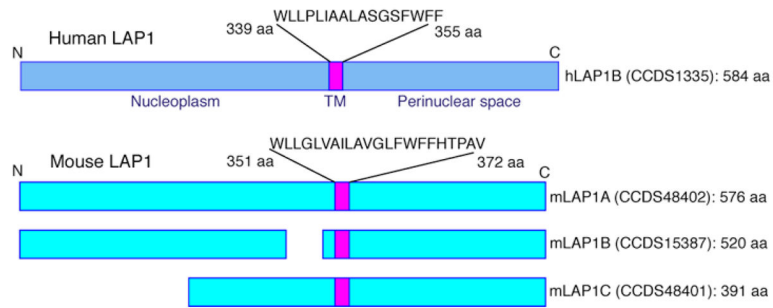 WLLPLIAALASGSFWFF
Human LAP1
339 aa
355 aa
N
C
hLAP1B (CCDS1335): 584 aa
Nucleoplasm
TM
Perinuclear space
WLLGLVAILAVGLFWFFHTPAV
Mouse LAP1
351 aa
372 aa
N
C
mLAP1A (CCDS48402): 576 aa
mLAP1B (CCDS15387): 520 aa
mLAP1C (CCDS48401): 391 aa